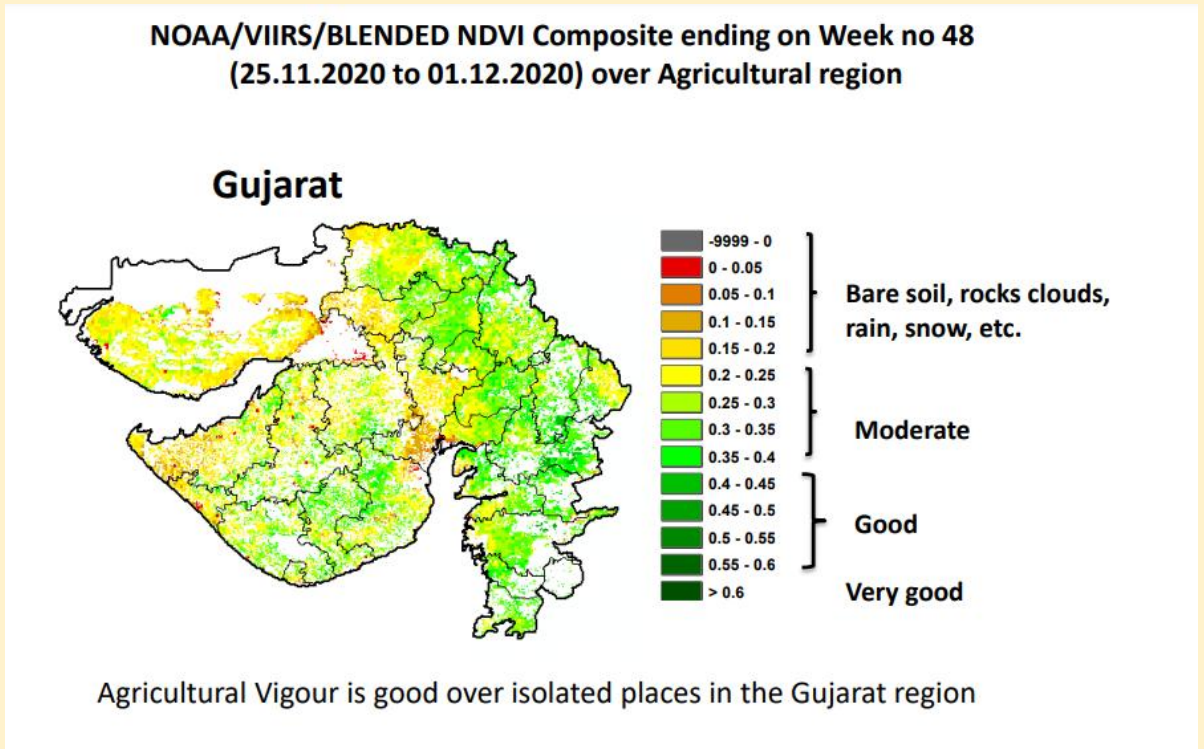 NOAA/VIIRS/BLENDED NDVI Composite ending on Week no 48
(25.11.2020 to 01.12.2020) over Agricultural region
Gujarat
-9999 - 0
0 - 0.05
0.05 - 0.1
0.1 - 0.15
0.15 - 0.2
Bare soil, rocks clouds,
rain, snow, etc.
0.2 - 0.25
0.25 - 0.3
0.3 - 0.35
0.35 - 0.4
Moderate
0.4 - 0.45
0.45 - 0.5
0.5 - 0.55
0.55 - 0.6
Good
> 0.6
Very good
Agricultural Vigour is good over isolated places in the Gujarat region